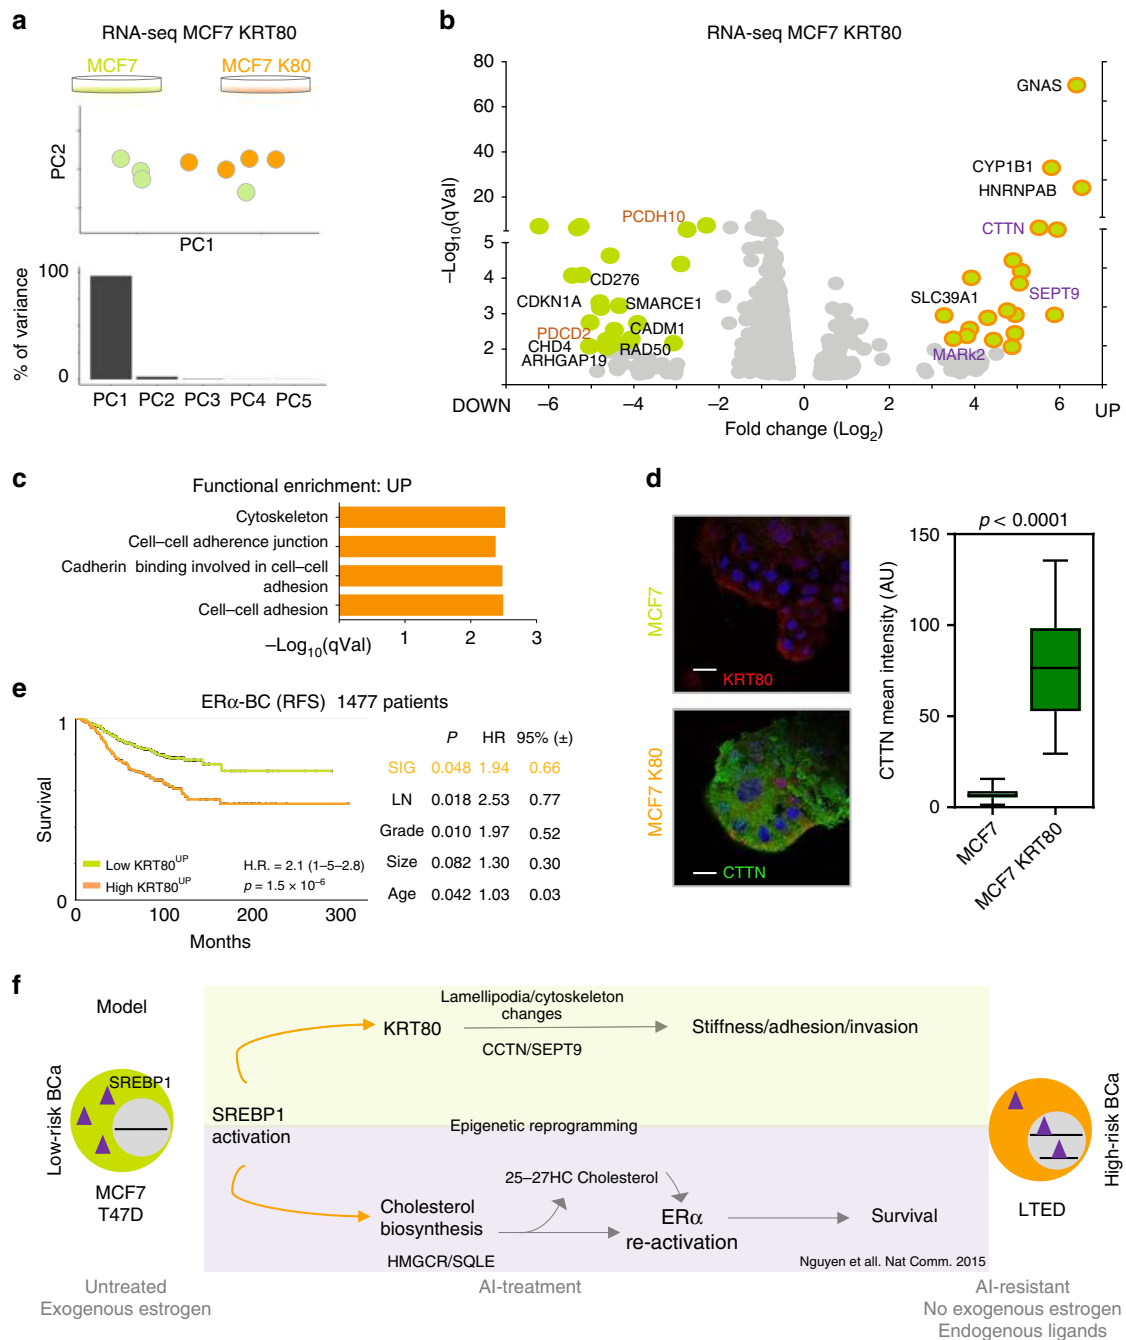 a
RNA-seq MCF7 KRT80
MCF7
MCF7 K80
PC2
PC1
% of variance
100
0
PC1 PC2 PC3 PC4 PC5
b
RNA-seq MCF7 KRT80
–Log10(qVal)
80
60
40
20
5
4
3
2
GNAS
CYP1B1
HNRNPAB
PCDH10
CTTN
CD276
SEPT9
CDKN1A
SMARCE1
SLC39A1
PDCD2
CADM1
CHD4
RAD50
MARk2
ARHGAP19
DOWN –6 –4 –2 0 2 4 6 UP
Fold change (Log2)
c
Functional enrichment: UP
Cytoskeleton
Cell–cell adherence junction
Cadherin binding involved in cell–cell
adhesion
Cell–cell adhesion
–Log10(qVal) 1 2 3
d
MCF7
KRT80
MCF7 K80
CTTN
p < 0.0001
CTTN mean intensity (AU)
150
100
50
0
MCF7
MCF7 KRT80
e
ERα-BC (RFS) 1477 patients
Survival
1
0
Low KRT80UP
High KRT80UP
H.R. = 2.1 (1–5–2.8)
p = 1.5 × 10–6
0 100 200 300
Months
P HR 95% (±)
SIG 0.048 1.94 0.66
LN 0.018 2.53 0.77
Grade 0.010 1.97 0.52
Size 0.082 1.30 0.30
Age 0.042 1.03 0.03
f
Model
Low-risk BCa
SREBP1
MCF7
T47D
Untreated
Exogenous estrogen
SREBP1
activation
KRT80
Lamellipodia/cytoskeleton
changes
CCTN/SEPT9
Stiffness/adhesion/invasion
Epigenetic reprogramming
25–27HC Cholesterol
Cholesterol
biosynthesis
HMGCR/SQLE
ERα
re-activation
Survival
Nguyen et all. Nat Comm. 2015
AI-treatment
High-risk BCa
LTED
AI-resistant
No exogenous estrogen
Endogenous ligands